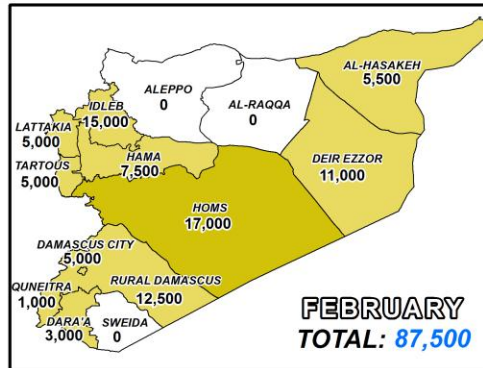 AL-HASAKEH
5,500
ALEPPO
0
AL-RAQQA
0
IDLEB
15,000
LATTAKIA
5,000
TARTOUS
5,000
HAMA
7,500
DEIR EZZOR
11,000
HOMS
17,000
DAMASCUS CITY
5,000
RURAL DAMASCUS
12,500
QUNEITRA
1,000
DARA'A
3,000
SWEIDA
0
FEBRUARY
TOTAL: 87,500